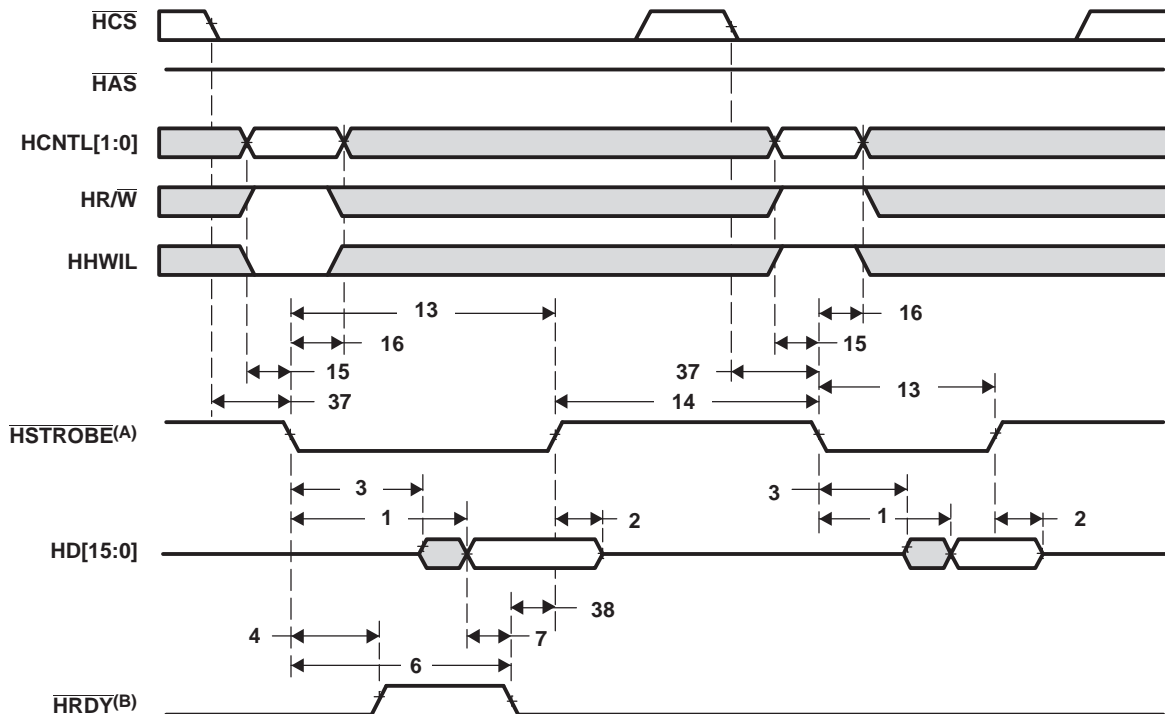 HCS
HAS
HCNTL[1:0]
HR/W
HHWIL
13
16
16
15
15
37
37
13
14
HSTROBE(A)
3
3
1
2
1
2
HD[15:0]
38
4
7
6
HRDY(B)